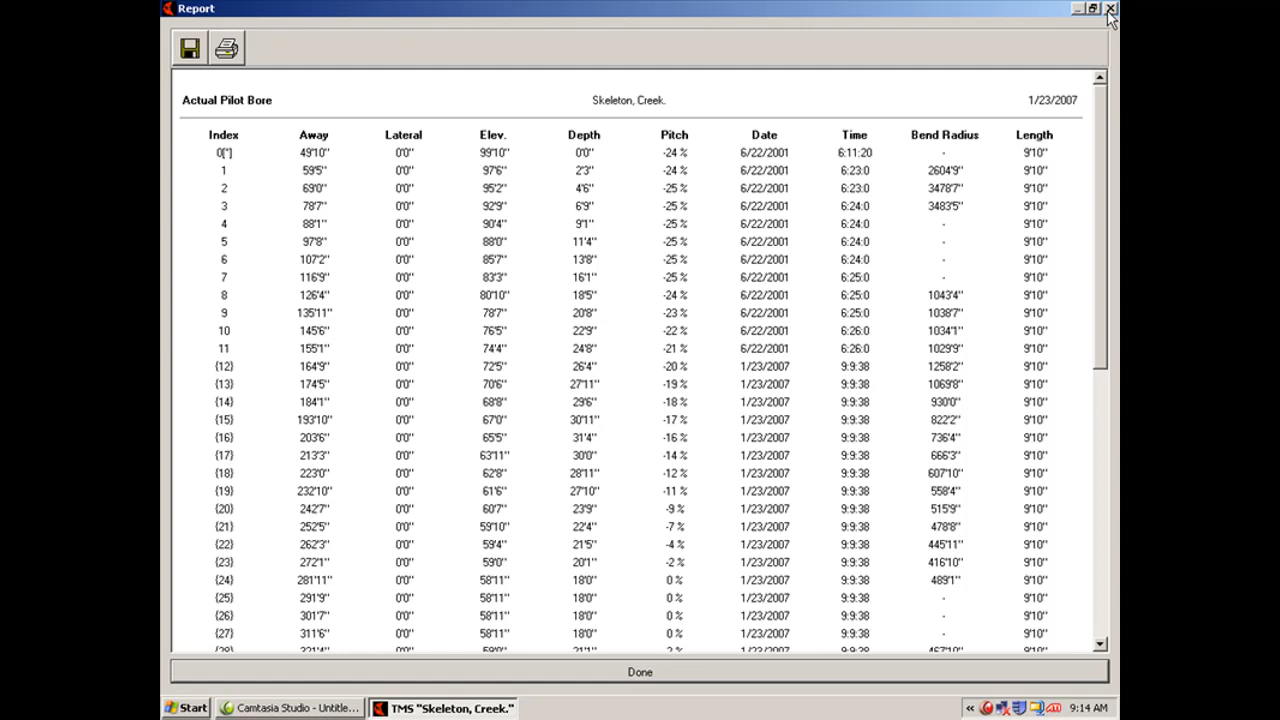 Report
Actual Pilot Bore Skeleton, Creek. 1/23/2007
Index Away Lateral Elev. Depth Pitch Date Time Bend Radius Length
0[*] 49'10" 0'0" 99'10" 0'0" -24 % 6/22/2001 6:11:20 - 9'10"
1 59'5" 0'0" 97'6" 2'3" -24 % 6/22/2001 6:23:0 2604'9" 9'10"
2 69'0" 0'0" 95'2" 4'6" -25 % 6/22/2001 6:23:0 3478'7" 9'10"
3 78'7" 0'0" 92'9" 6'9" -25 % 6/22/2001 6:24:0 3483'5" 9'10"
4 88'1" 0'0" 90'4" 9'1" -25 % 6/22/2001 6:24:0 - 9'10"
5 97'8" 0'0" 88'0" 11'4" -25 % 6/22/2001 6:24:0 - 9'10"
6 107'2" 0'0" 85'7" 13'8" -25 % 6/22/2001 6:24:0 - 9'10"
7 116'9" 0'0" 83'3" 16'1" -25 % 6/22/2001 6:25:0 - 9'10"
8 126'4" 0'0" 80'10" 18'5" -24 % 6/22/2001 6:25:0 1043'4" 9'10"
9 135'11" 0'0" 78'7" 20'8" -23 % 6/22/2001 6:25:0 1038'7" 9'10"
10 145'6" 0'0" 76'5" 22'9" -22 % 6/22/2001 6:26:0 1034'1" 9'10"
11 155'1" 0'0" 74'4" 24'8" -21 % 6/22/2001 6:26:0 1029'9" 9'10"
{12} 164'9" 0'0" 72'5" 26'4" -20 % 1/23/2007 9:9:38 1258'2" 9'10"
{13} 174'5" 0'0" 70'6" 27'11" -19 % 1/23/2007 9:9:38 1069'8" 9'10"
{14} 184'1" 0'0" 68'8" 29'6" -18 % 1/23/2007 9:9:38 930'0" 9'10"
{15} 193'10" 0'0" 67'0" 30'11" -17 % 1/23/2007 9:9:38 822'2" 9'10"
{16} 203'6" 0'0" 65'5" 31'4" -16 % 1/23/2007 9:9:38 736'4" 9'10"
{17} 213'3" 0'0" 63'11" 30'0" -14 % 1/23/2007 9:9:38 666'3" 9'10"
{18} 223'0" 0'0" 62'8" 28'11" -12 % 1/23/2007 9:9:38 607'10" 9'10"
{19} 232'10" 0'0" 61'6" 27'10" -11 % 1/23/2007 9:9:38 558'4" 9'10"
{20} 242'7" 0'0" 60'7" 23'9" -9 % 1/23/2007 9:9:38 515'9" 9'10"
{21} 252'5" 0'0" 59'10" 22'4" -7 % 1/23/2007 9:9:38 478'8" 9'10"
{22} 262'3" 0'0" 59'4" 21'5" -4 % 1/23/2007 9:9:38 445'11" 9'10"
{23} 272'1" 0'0" 59'0" 20'1" -2 % 1/23/2007 9:9:38 416'10" 9'10"
{24} 281'11" 0'0" 58'11" 18'0" 0 % 1/23/2007 9:9:38 489'1" 9'10"
{25} 291'9" 0'0" 58'11" 18'0" 0 % 1/23/2007 9:9:38 - 9'10"
{26} 301'7" 0'0" 58'11" 18'0" 0 % 1/23/2007 9:9:38 - 9'10"
{27} 311'6" 0'0" 58'11" 18'0" 0 % 1/23/2007 9:9:38 - 9'10"
Done
Start Camtasia Studio - Untitle... TMS "Skeleton, Creek." 9:14 AM